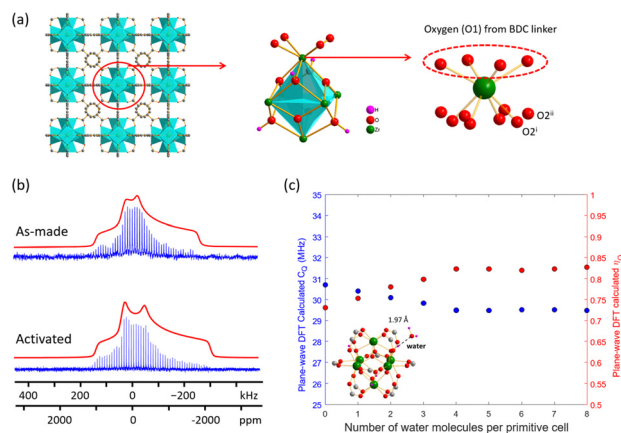 (a)
Oxygen (O1) from BDC linker
H
O
Zr
O2ii
O2i
(b)
As-made
Activated
400 200 0 −200 kHz
2000 0 −2000 ppm
(c)
Plane-wave DFT Calculated CQ (MHz)
35
34
33
32
31
30
29
28
27
26
25
1
0.95
0.9
0.85
0.8
0.75
0.7
0.65
0.6
0.55
0.5
Plane-wave DFT calculated ηQ
1.97 Å
water
0 1 2 3 4 5 6 7 8
Number of water molecules per primitive cell